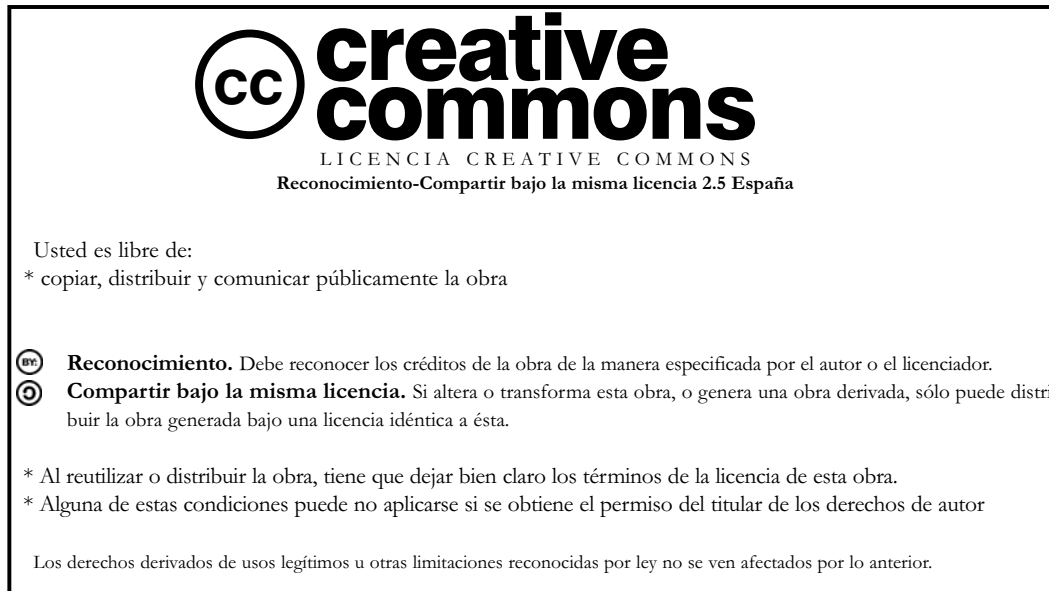 cc creative
commons
LICENCIA CREATIVE COMMONS
Reconocimiento-Compartir bajo la misma licencia 2.5 España
Usted es libre de:
* copiar, distribuir y comunicar públicamente la obra
BY: Reconocimiento. Debe reconocer los créditos de la obra de la manera especificada por el autor o el licenciador.
Compartir bajo la misma licencia. Si altera o transforma esta obra, o genera una obra derivada, sólo puede distri
buir la obra generada bajo una licencia idéntica a ésta.
* Al reutilizar o distribuir la obra, tiene que dejar bien claro los términos de la licencia de esta obra.
* Alguna de estas condiciones puede no aplicarse si se obtiene el permiso del titular de los derechos de autor
Los derechos derivados de usos legítimos u otras limitaciones reconocidas por ley no se ven afectados por lo anterior.